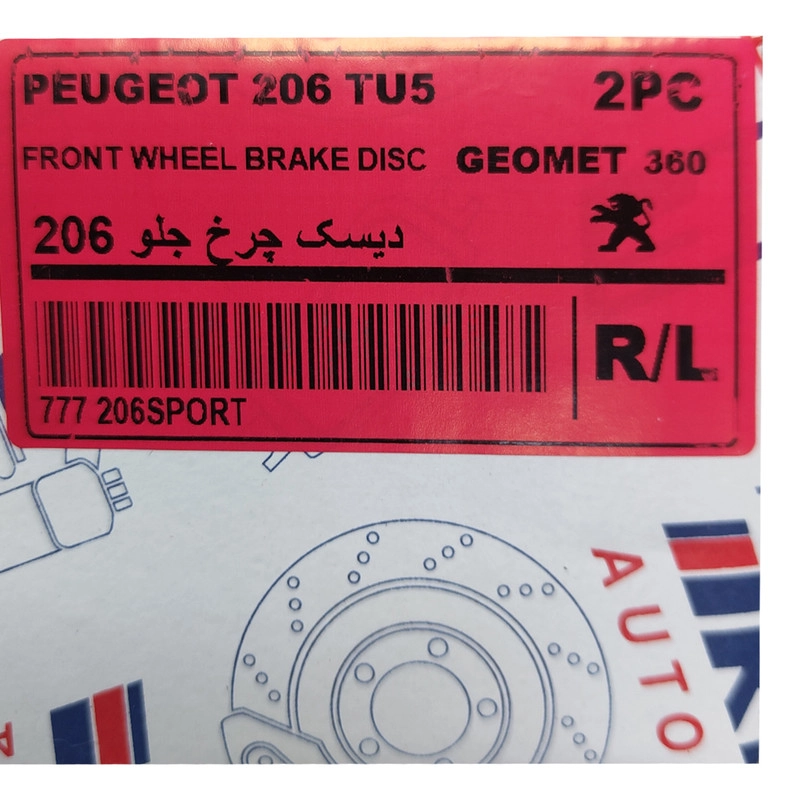 PEUGEOT 206 TU5 2PC
FRONT WHEEL BRAKE DISC GEOMET 360
دیسک چرخ جلو 206
R/L
777 206SPORT
AUTO